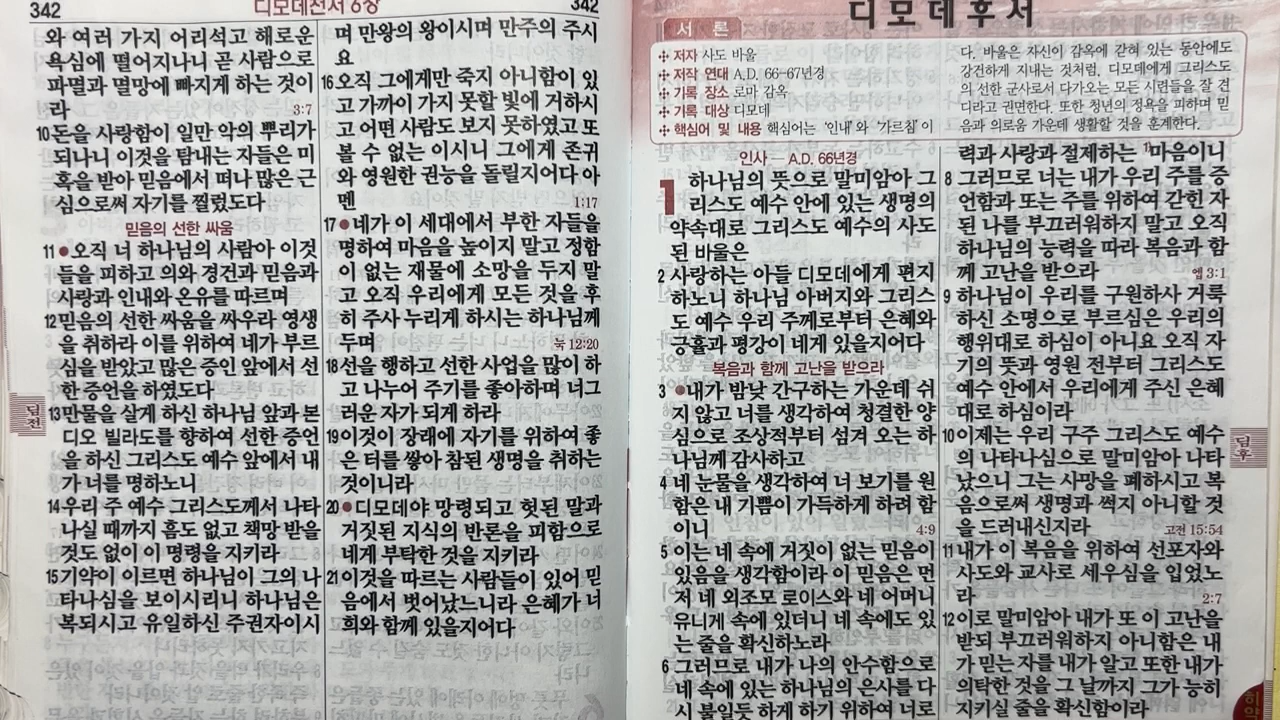 342
디모데전서 6장
342
와 여러 가지 어리석고 해로운
욕심에 떨어지나니 곧 사람으로
파멸과 멸망에 빠지게 하는 것이
라 3:7
10 돈을 사랑함이 일만 악의 뿌리가
되나니 이것을 탐내는 자들은 미
혹을 받아 믿음에서 떠나 많은 근
심으로써 자기를 찔렀도다
믿음의 선한 싸움
11 ●오직 너 하나님의 사람아 이것
들을 피하고 의와 경건과 믿음과
사랑과 인내와 온유를 따르며
12 믿음의 선한 싸움을 싸우라 영생
을 취하라 이를 위하여 네가 부르
심을 받았고 많은 증인 앞에서 선
한 증언을 하였도다
13 만물을 살게 하신 하나님 앞과 본
디오 빌라도를 향하여 선한 증언
을 하신 그리스도 예수 앞에서 내
가 너를 명하노니
14 우리 주 예수 그리스도께서 나타
나실 때까지 흠도 없고 책망 받을
것도 없이 이 명령을 지키라
15 기약이 이르면 하나님이 그의 나
타나심을 보이시리니 하나님은
복되시고 유일하신 주권자이시
며 만왕의 왕이시며 만주의 주시
요
16 오직 그에게만 죽지 아니함이 있
고 가까이 가지 못할 빛에 거하시
고 어떤 사람도 보지 못하였고 또
볼 수 없는 이시니 그에게 존귀
와 영원한 권능을 돌릴지어다 아
멘 1:17
17 ●네가 이 세대에서 부한 자들을
명하여 마음을 높이지 말고 정함
이 없는 재물에 소망을 두지 말
고 오직 우리에게 모든 것을 후
히 주사 누리게 하시는 하나님께
두며 눅 12:20
18 선을 행하고 선한 사업을 많이 하
고 나누어 주기를 좋아하며 너그
러운 자가 되게 하라
19 이것이 장래에 자기를 위하여 좋
은 터를 쌓아 참된 생명을 취하는
것이니라
20 ●디모데야 망령되고 헛된 말과
거짓된 지식의 반론을 피함으로
네게 부탁한 것을 지키라
21 이것을 따르는 사람들이 있어 믿
음에서 벗어났느니라 은혜가 너
희와 함께 있을지어다
딤전
디모데후서
서 론
✣ 저자 사도 바울
✣ 저작 연대 A.D. 66~67년경
✣ 기록 장소 로마 감옥
✣ 기록 대상 디모데
✣ 핵심어 및 내용 핵심어는 '인내'와 '가르침'이
다. 바울은 자신이 감옥에 갇혀 있는 동안에도
강건하게 지내는 것처럼, 디모데에게 그리스도
의 선한 군사로서 다가오는 모든 시련들을 잘 견
디라고 권면한다. 또한 청년의 정욕을 피하며 믿
음과 의로움 가운데 생활할 것을 훈계한다.
인사 — A.D. 66년경
1 하나님의 뜻으로 말미암아 그
리스도 예수 안에 있는 생명의
약속대로 그리스도 예수의 사도
된 바울은
2 사랑하는 아들 디모데에게 편지
하노니 하나님 아버지와 그리스
도 예수 우리 주께로부터 은혜와
긍휼과 평강이 네게 있을지어다
복음과 함께 고난을 받으라
3 ●내가 밤낮 간구하는 가운데 쉬
지 않고 너를 생각하여 청결한 양
심으로 조상적부터 섬겨 오는 하
나님께 감사하고
4 네 눈물을 생각하여 너 보기를 원
함은 내 기쁨이 가득하게 하려 함
이니 4:9
5 이는 네 속에 거짓이 없는 믿음이
있음을 생각함이라 이 믿음은 먼
저 네 외조모 로이스와 네 어머니
유니게 속에 있더니 네 속에도 있
는 줄을 확신하노라
6 그러므로 내가 나의 안수함으로
네 속에 있는 하나님의 은사를 다
시 불일듯 하게 하기 위하여 너로
력과 사랑과 절제하는 1)마음이니
8 그러므로 너는 내가 우리 주를 증
언함과 또는 주를 위하여 갇힌 자
된 나를 부끄러워하지 말고 오직
하나님의 능력을 따라 복음과 함
께 고난을 받으라 엡 3:1
9 하나님이 우리를 구원하사 거룩
하신 소명으로 부르심은 우리의
행위대로 하심이 아니요 오직 자
기의 뜻과 영원 전부터 그리스도
예수 안에서 우리에게 주신 은혜
대로 하심이라
10 이제는 우리 구주 그리스도 예수
의 나타나심으로 말미암아 나타
났으니 그는 사망을 폐하시고 복
음으로써 생명과 썩지 아니할 것
을 드러내신지라 고전 15:54
11 내가 이 복음을 위하여 선포자와
사도와 교사로 세우심을 입었노
라 2:7
12 이로 말미암아 내가 또 이 고난을
받되 부끄러워하지 아니함은 내
가 믿는 자를 내가 알고 또한 내가
의탁한 것을 그 날까지 그가 능히
지키실 줄을 확신함이라
딤후